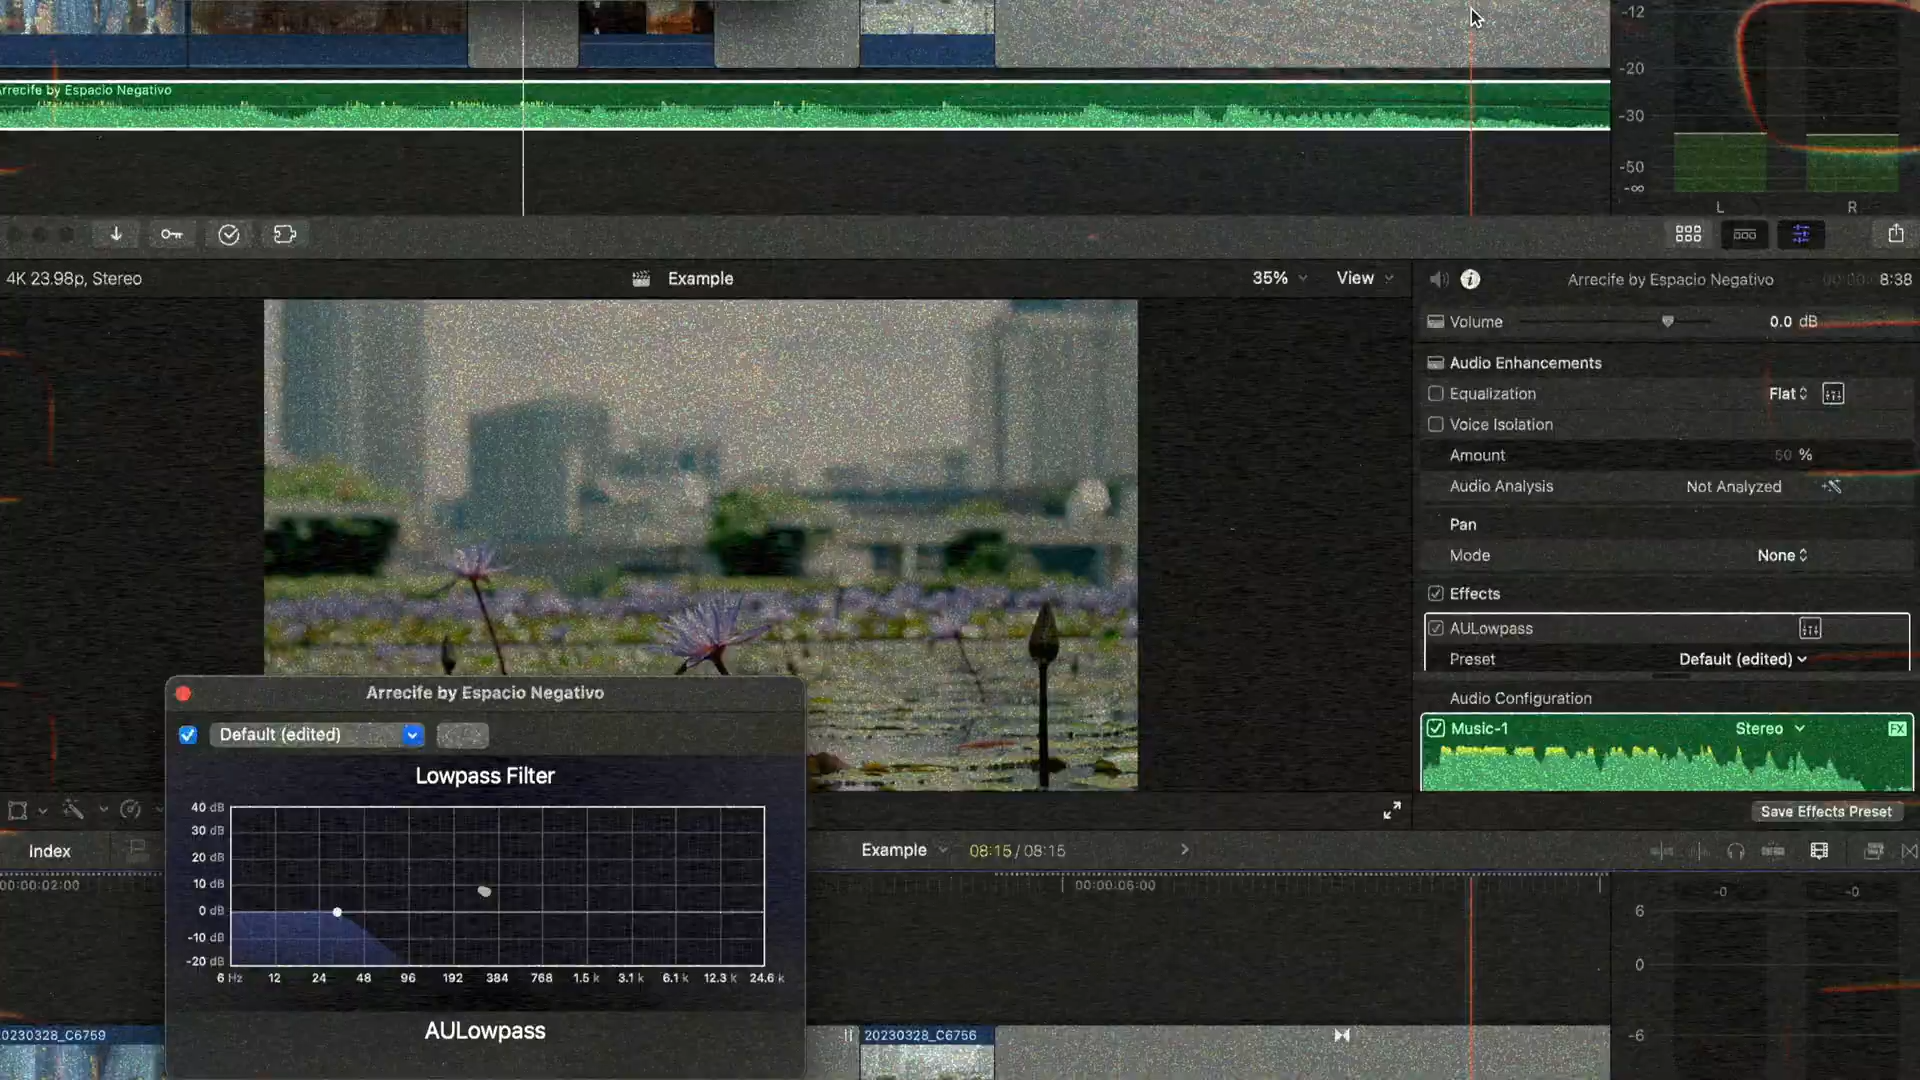 -12
-20
Arrecife by Espacio Negativo
-30
-50
-∞
L R
4K 23.98p, Stereo
Example
35%
View
Arrecife by Espacio Negativo
8:38
Volume
0.0 dB
Audio Enhancements
Equalization
Flat
Voice Isolation
Amount
50 %
Audio Analysis
Not Analyzed
Pan
Mode
None
Effects
AULowpass
Preset
Default (edited)
Audio Configuration
Music-1
Stereo
FX
Save Effects Preset
Arrecife by Espacio Negativo
Default (edited)
Lowpass Filter
40 dB
30 dB
20 dB
10 dB
0 dB
-10 dB
-20 dB
6 Hz 12 24 48 96 192 384 768 1.5 k 3.1 k 6.1 k 12.3 k 24.6 k
AULowpass
Index
Example
08:15 / 08:15
00:00:02:00
00:00:06:00
-0 -0
6
0
-6
20230328_C6759
20230328_C6756